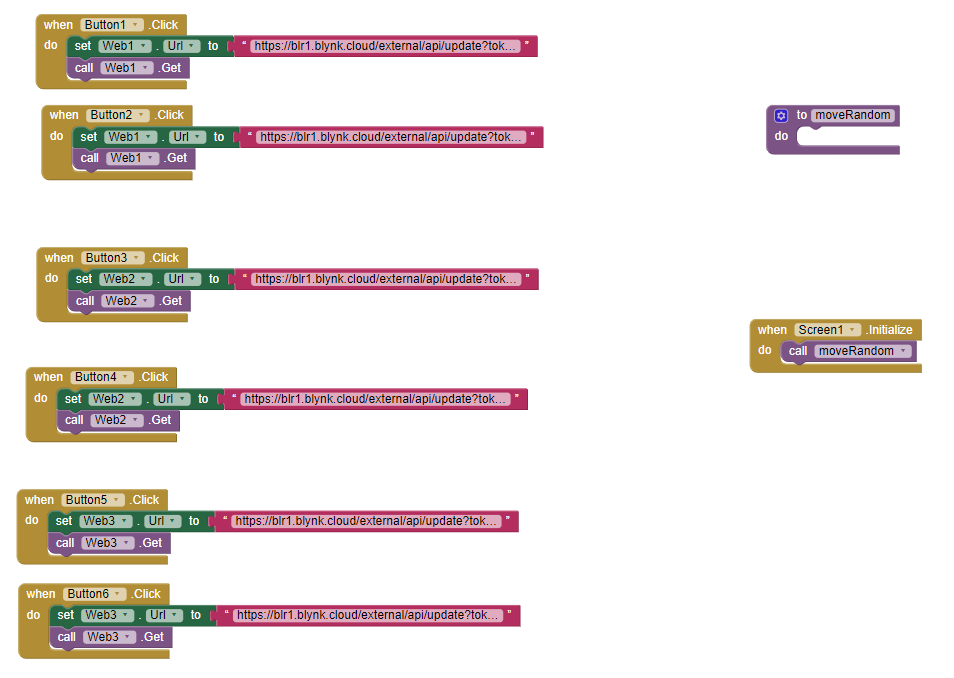 when Button1 .Click
do set Web1 . Url to " https://blr1.blynk.cloud/external/api/update?tok... "
call Web1 .Get
when Button2 .Click
do set Web1 . Url to " https://blr1.blynk.cloud/external/api/update?tok... "
call Web1 .Get
to moveRandom
do
when Button3 .Click
do set Web2 . Url to " https://blr1.blynk.cloud/external/api/update?tok... "
call Web2 .Get
when Screen1 .Initialize
do call moveRandom
when Button4 .Click
do set Web2 . Url to " https://blr1.blynk.cloud/external/api/update?tok... "
call Web2 .Get
when Button5 .Click
do set Web3 . Url to " https://blr1.blynk.cloud/external/api/update?tok... "
call Web3 .Get
when Button6 .Click
do set Web3 . Url to " https://blr1.blynk.cloud/external/api/update?tok... "
call Web3 .Get